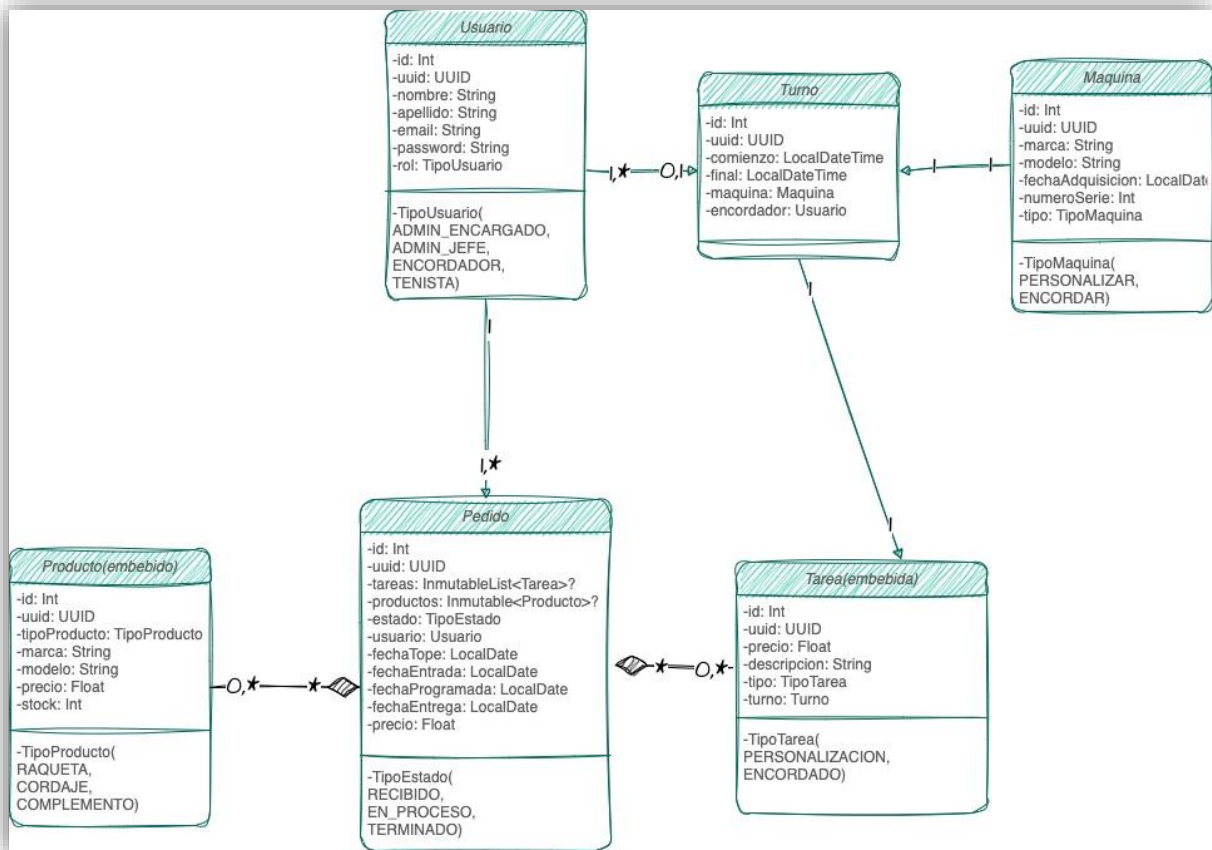 Usuario
-id: Int
-uuid: UUID
-nombre: String
-apellido: String
-email: String
-password: String
-rol: TipoUsuario
-TipoUsuario(
ADMIN_ENCARGADO,
ADMIN_JEFE,
ENCORDADOR,
TENISTA)
1,*
0,1
Turno
-id: Int
-uuid: UUID
-comienzo: LocalDateTime
-final: LocalDateTime
-maquina: Maquina
-encordador: Usuario
1
1
Maquina
-id: Int
-uuid: UUID
-marca: String
-modelo: String
-fechaAdquisicion: LocalDate
-numeroSerie: Int
-tipo: TipoMaquina
-TipoMaquina(
PERSONALIZAR,
ENCORDAR)
1
1,*
1
1
Producto(embebido)
-id: Int
-uuid: UUID
-tipoProducto: TipoProducto
-marca: String
-modelo: String
-precio: Float
-stock: Int
-TipoProducto(
RAQUETA,
CORDAJE,
COMPLEMENTO)
0,*
*
Pedido
-id: Int
-uuid: UUID
-tareas: InmutableList<Tarea>?
-productos: Inmutable<Producto>?
-estado: TipoEstado
-usuario: Usuario
-fechaTope: LocalDate
-fechaEntrada: LocalDate
-fechaProgramada: LocalDate
-fechaEntrega: LocalDate
-precio: Float
-TipoEstado(
RECIBIDO,
EN_PROCESO,
TERMINADO)
*
0,*
Tarea(embebida)
-id: Int
-uuid: UUID
-precio: Float
-descripcion: String
-tipo: TipoTarea
-turno: Turno
-TipoTarea(
PERSONALIZACION,
ENCORDADO)